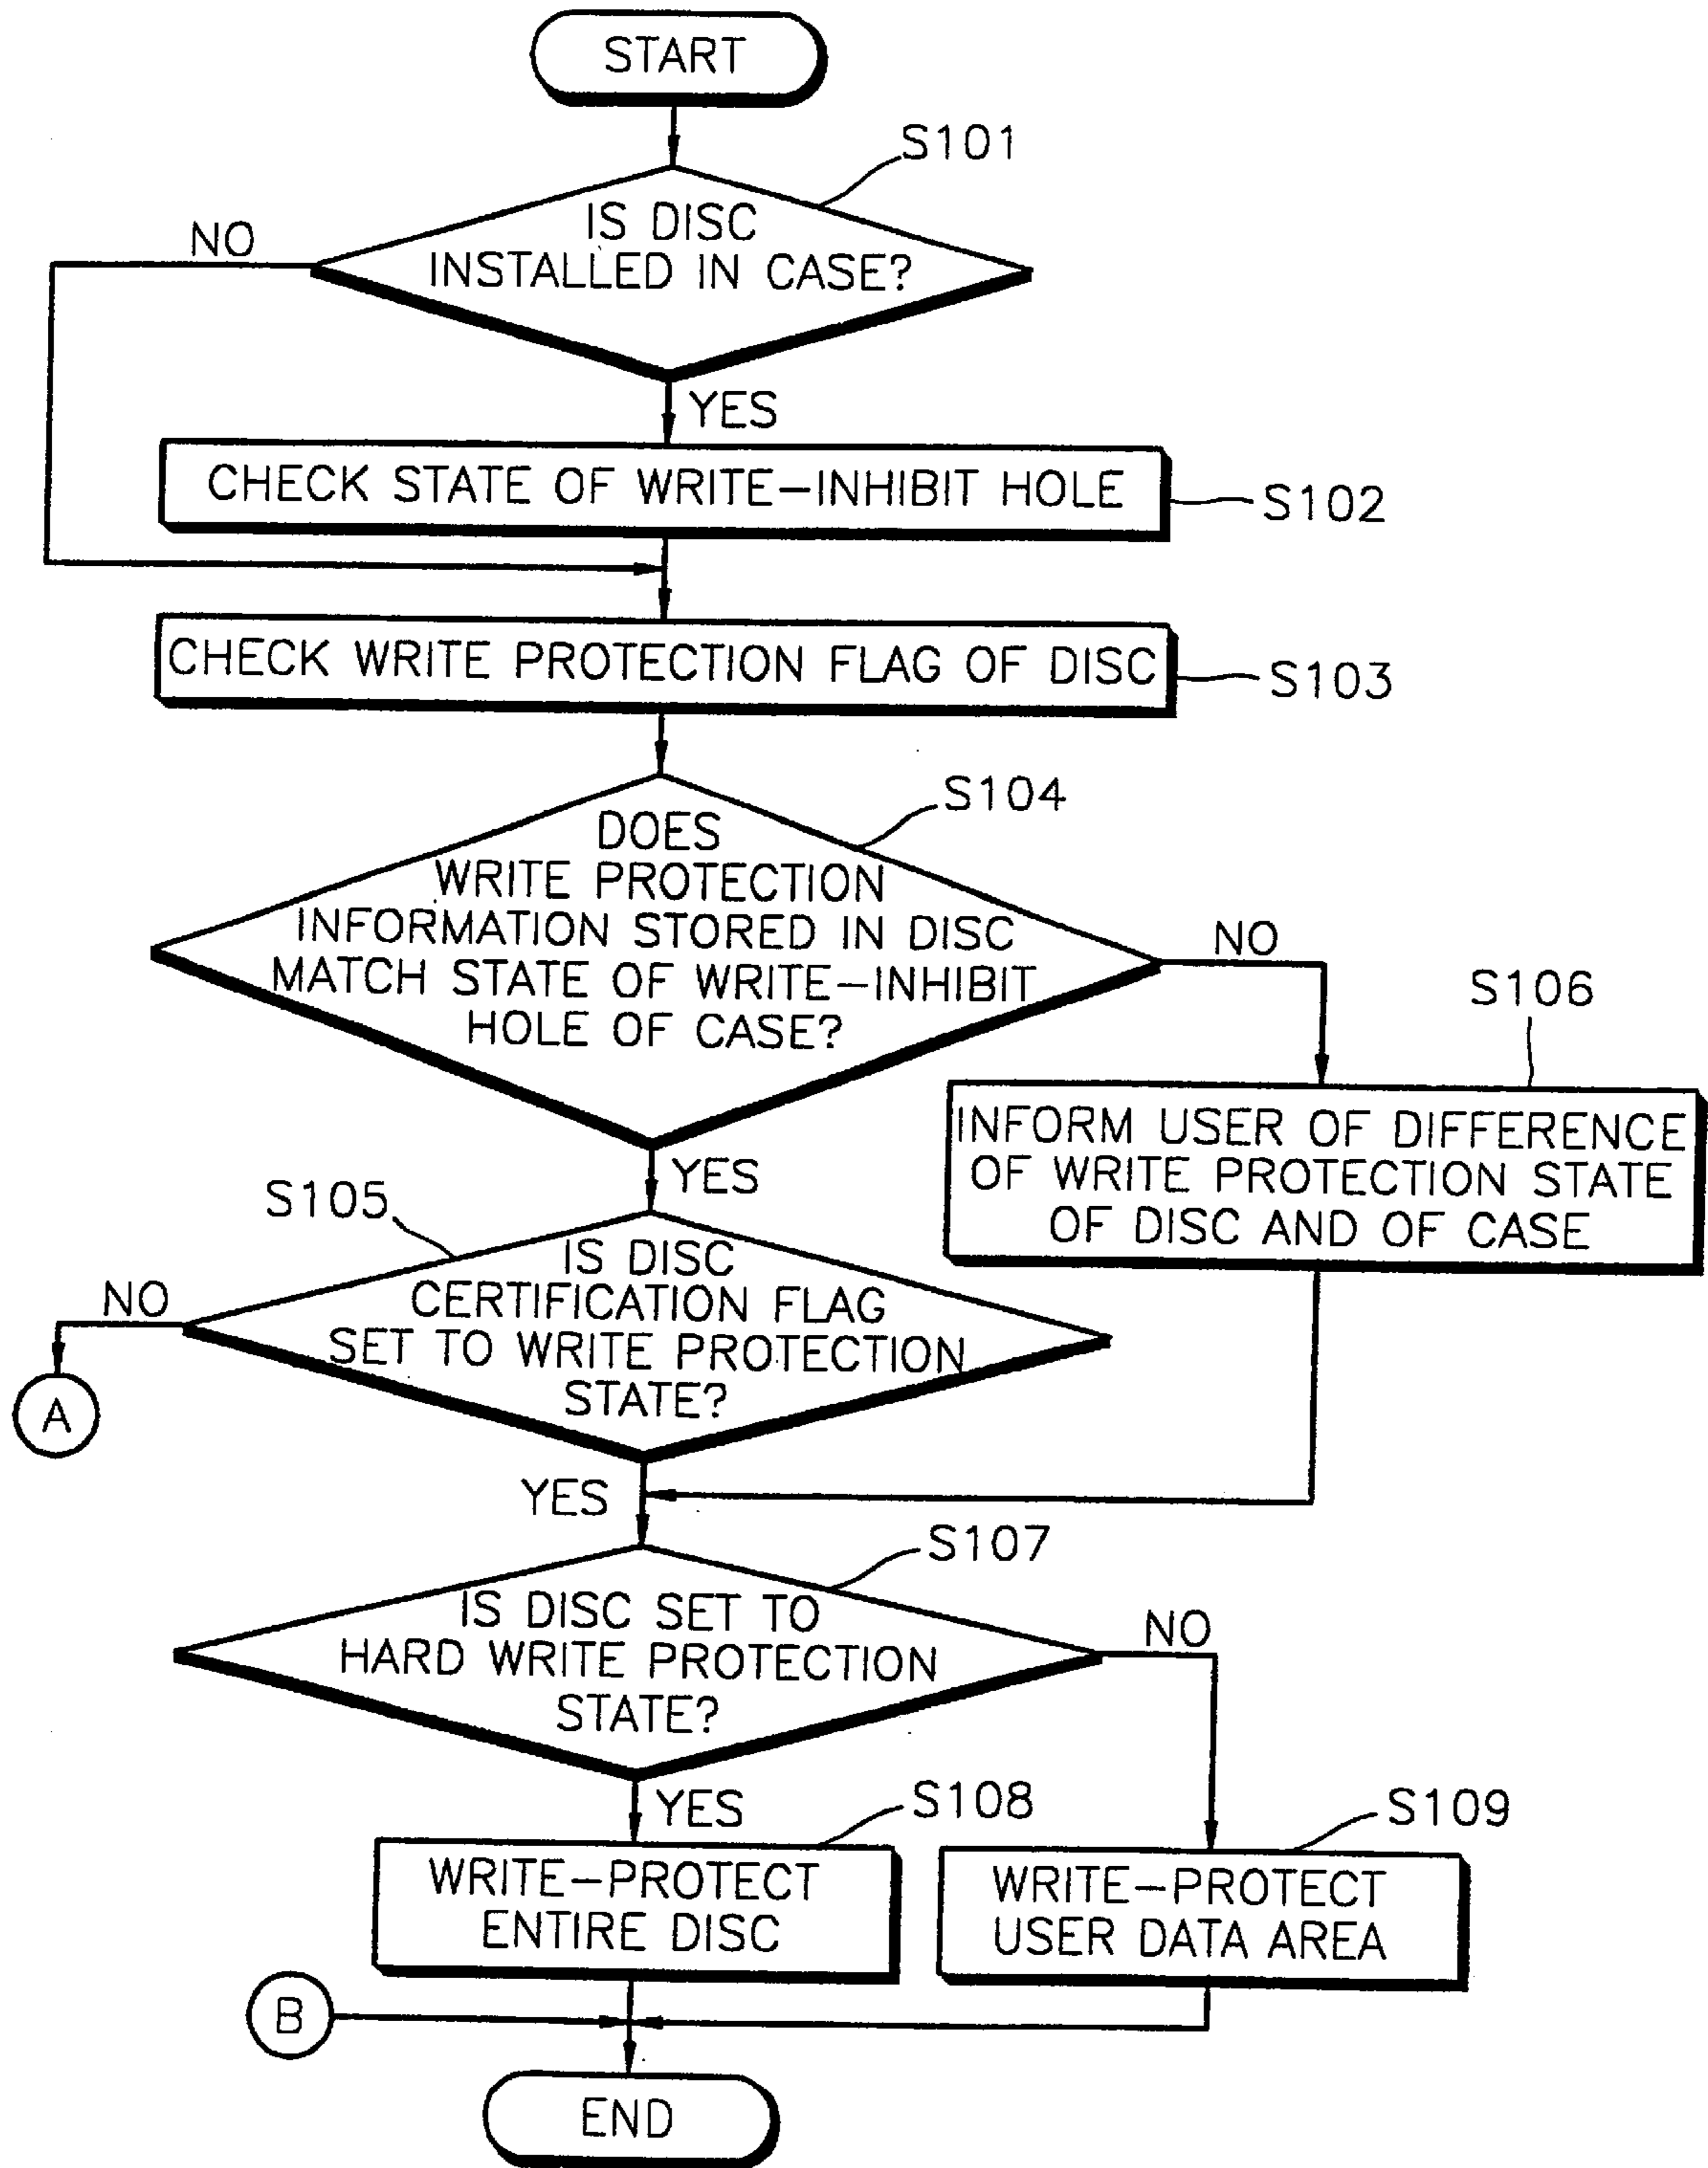 START
S101
IS DISC
INSTALLED IN CASE?
NO
YES
CHECK STATE OF WRITE-INHIBIT HOLE
S102
CHECK WRITE PROTECTION FLAG OF DISC
S103
S104
DOES
WRITE PROTECTION
INFORMATION STORED IN DISC
MATCH STATE OF WRITE-INHIBIT
HOLE OF CASE?
NO
S106
INFORM USER OF DIFFERENCE
OF WRITE PROTECTION STATE
OF DISC AND OF CASE
YES
S105
IS DISC
CERTIFICATION FLAG
SET TO WRITE PROTECTION
STATE?
NO
A
YES
S107
IS DISC SET TO
HARD WRITE PROTECTION
STATE?
NO
YES
S108
WRITE-PROTECT
ENTIRE DISC
S109
WRITE-PROTECT
USER DATA AREA
B
END